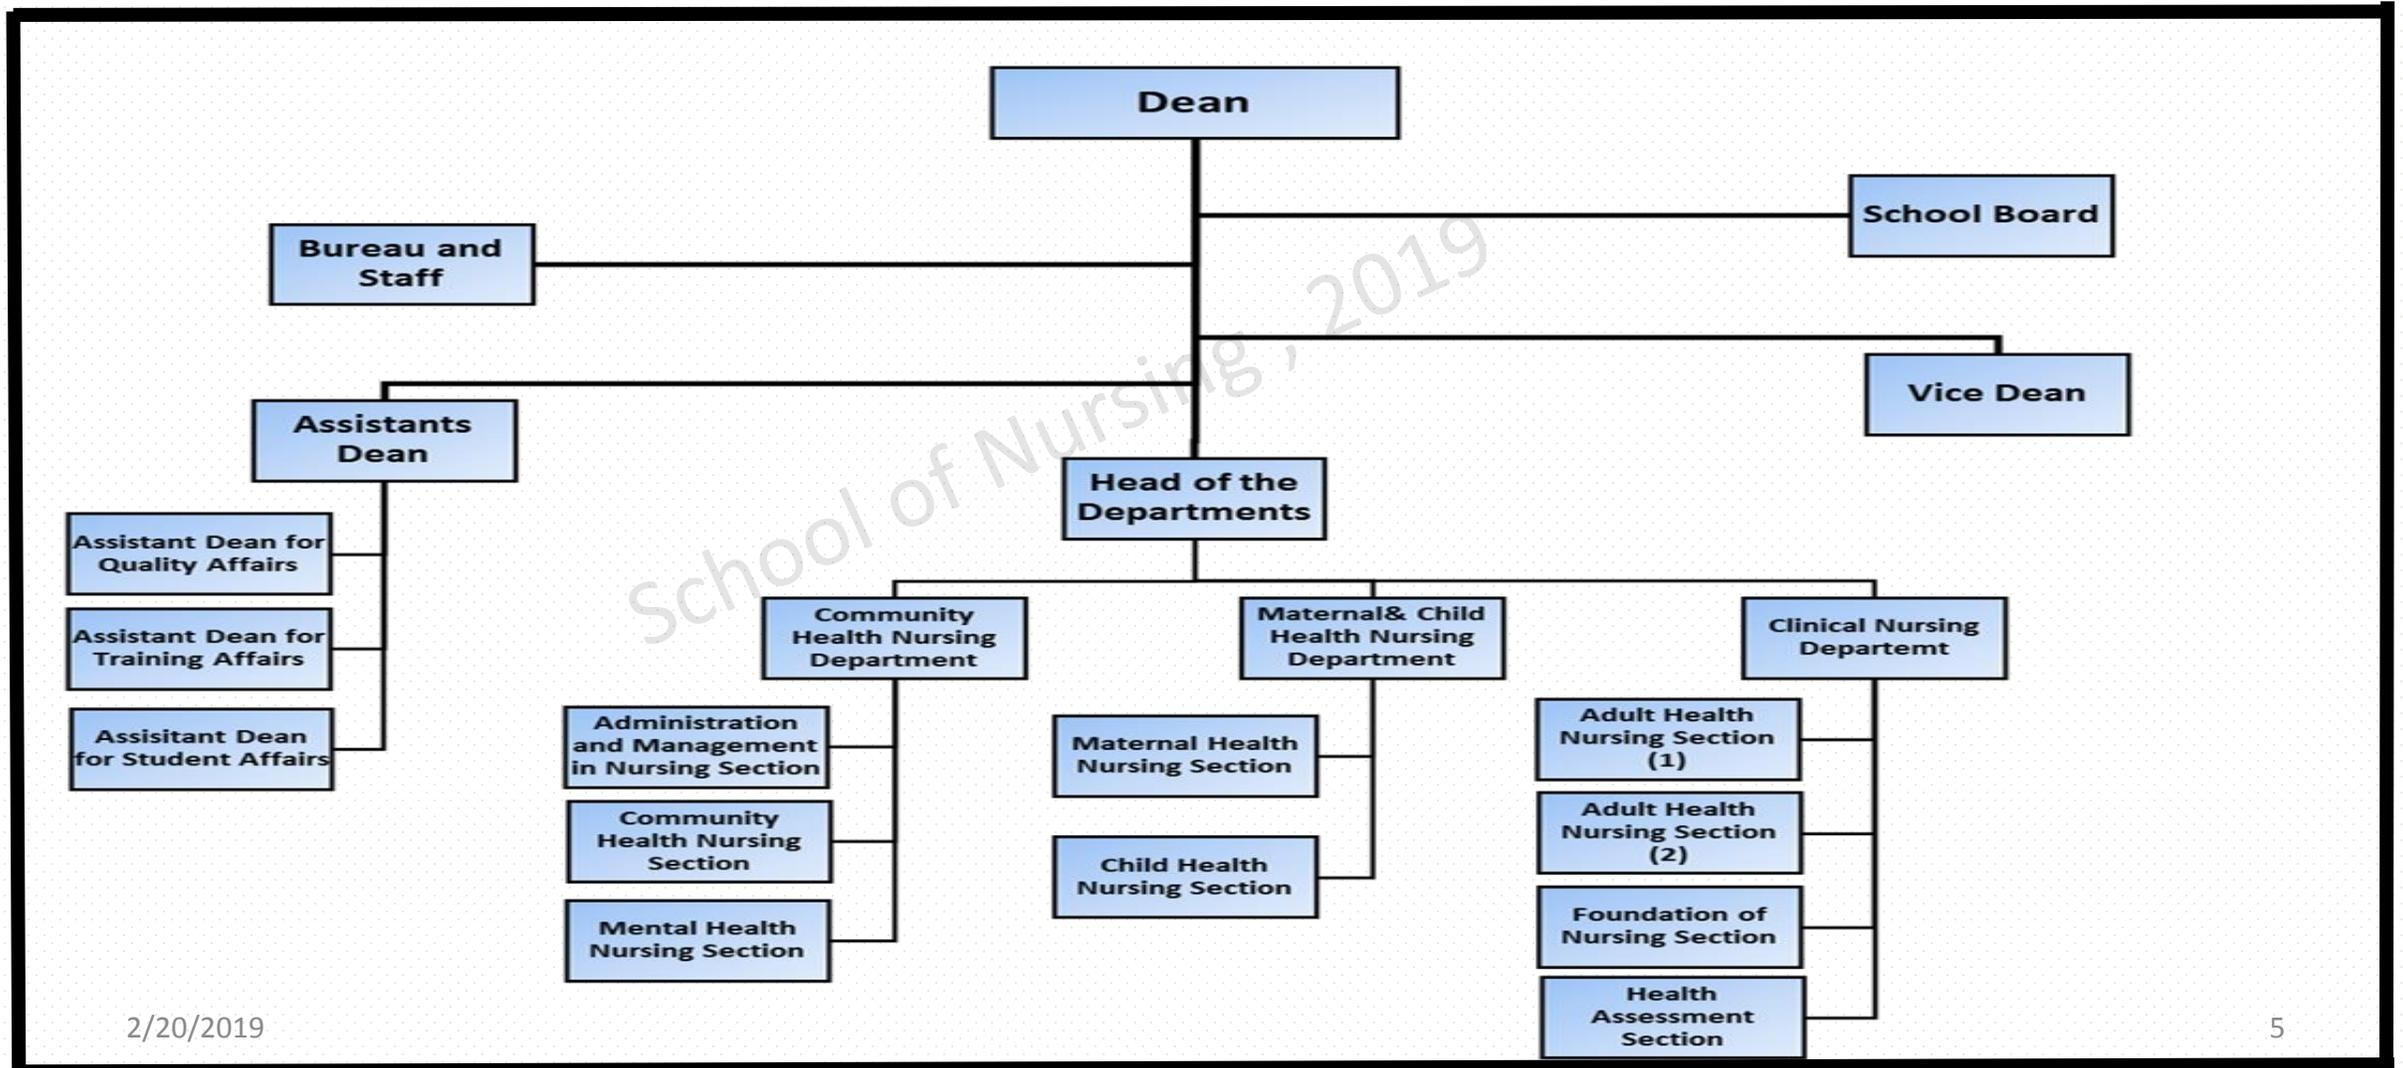 Dean
School Board
Bureau and
Staff
Vice Dean
Assistants
Dean
Head of the
Departments
Assistant Dean for
Quality Affairs
Assistant Dean for
Training Affairs
Assisitant Dean
for Student Affairs
Community
Health Nursing
Department
Administration
and Management
in Nursing Section
Community
Health Nursing
Section
Mental Health
Nursing Section
Maternal& Child
Health Nursing
Department
Maternal Health
Nursing Section
Child Health
Nursing Section
Clinical Nursing
Departemt
Adult Health
Nursing Section
(1)
Adult Health
Nursing Section
(2)
Foundation of
Nursing Section
Health
Assessment
Section
School of Nursing , 2019
2/20/2019
5